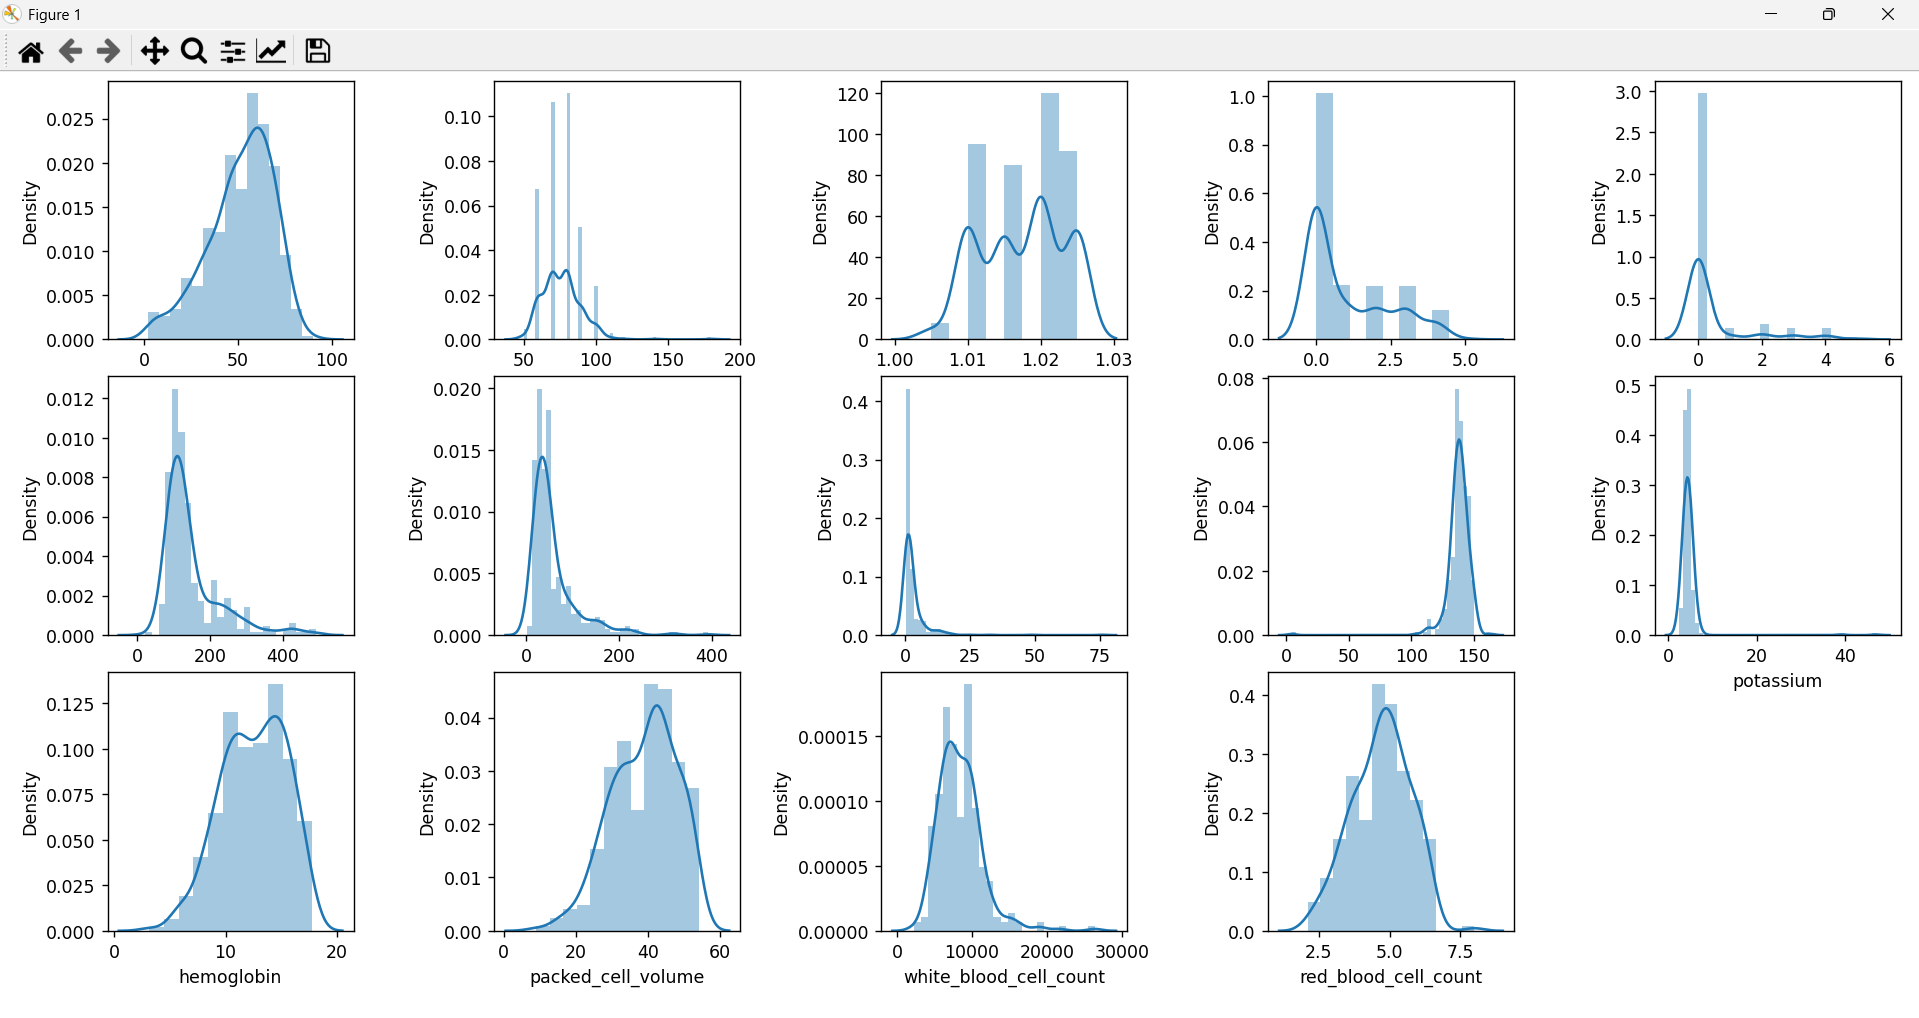 Figure 1
Density
0.025
0.020
0.015
0.010
0.005
0.000
0 50 100
Density
0.10
0.08
0.06
0.04
0.02
0.00
50 100 150 200
Density
120
100
80
60
40
20
0
1.00 1.01 1.02 1.03
Density
1.0
0.8
0.6
0.4
0.2
0.0
0.0 2.5 5.0
Density
3.0
2.5
2.0
1.5
1.0
0.5
0.0
0 2 4 6
Density
0.012
0.010
0.008
0.006
0.004
0.002
0.000
0 200 400
Density
0.020
0.015
0.010
0.005
0.000
0 200 400
Density
0.4
0.3
0.2
0.1
0.0
0 25 50 75
Density
0.08
0.06
0.04
0.02
0.00
0 50 100 150
Density
0.5
0.4
0.3
0.2
0.1
0.0
0 20 40
potassium
Density
0.125
0.100
0.075
0.050
0.025
0.000
0 10 20
hemoglobin
Density
0.04
0.03
0.02
0.01
0.00
0 20 40 60
packed_cell_volume
Density
0.00015
0.00010
0.00005
0.00000
0 10000 20000 30000
white_blood_cell_count
Density
0.4
0.3
0.2
0.1
0.0
2.5 5.0 7.5
red_blood_cell_count